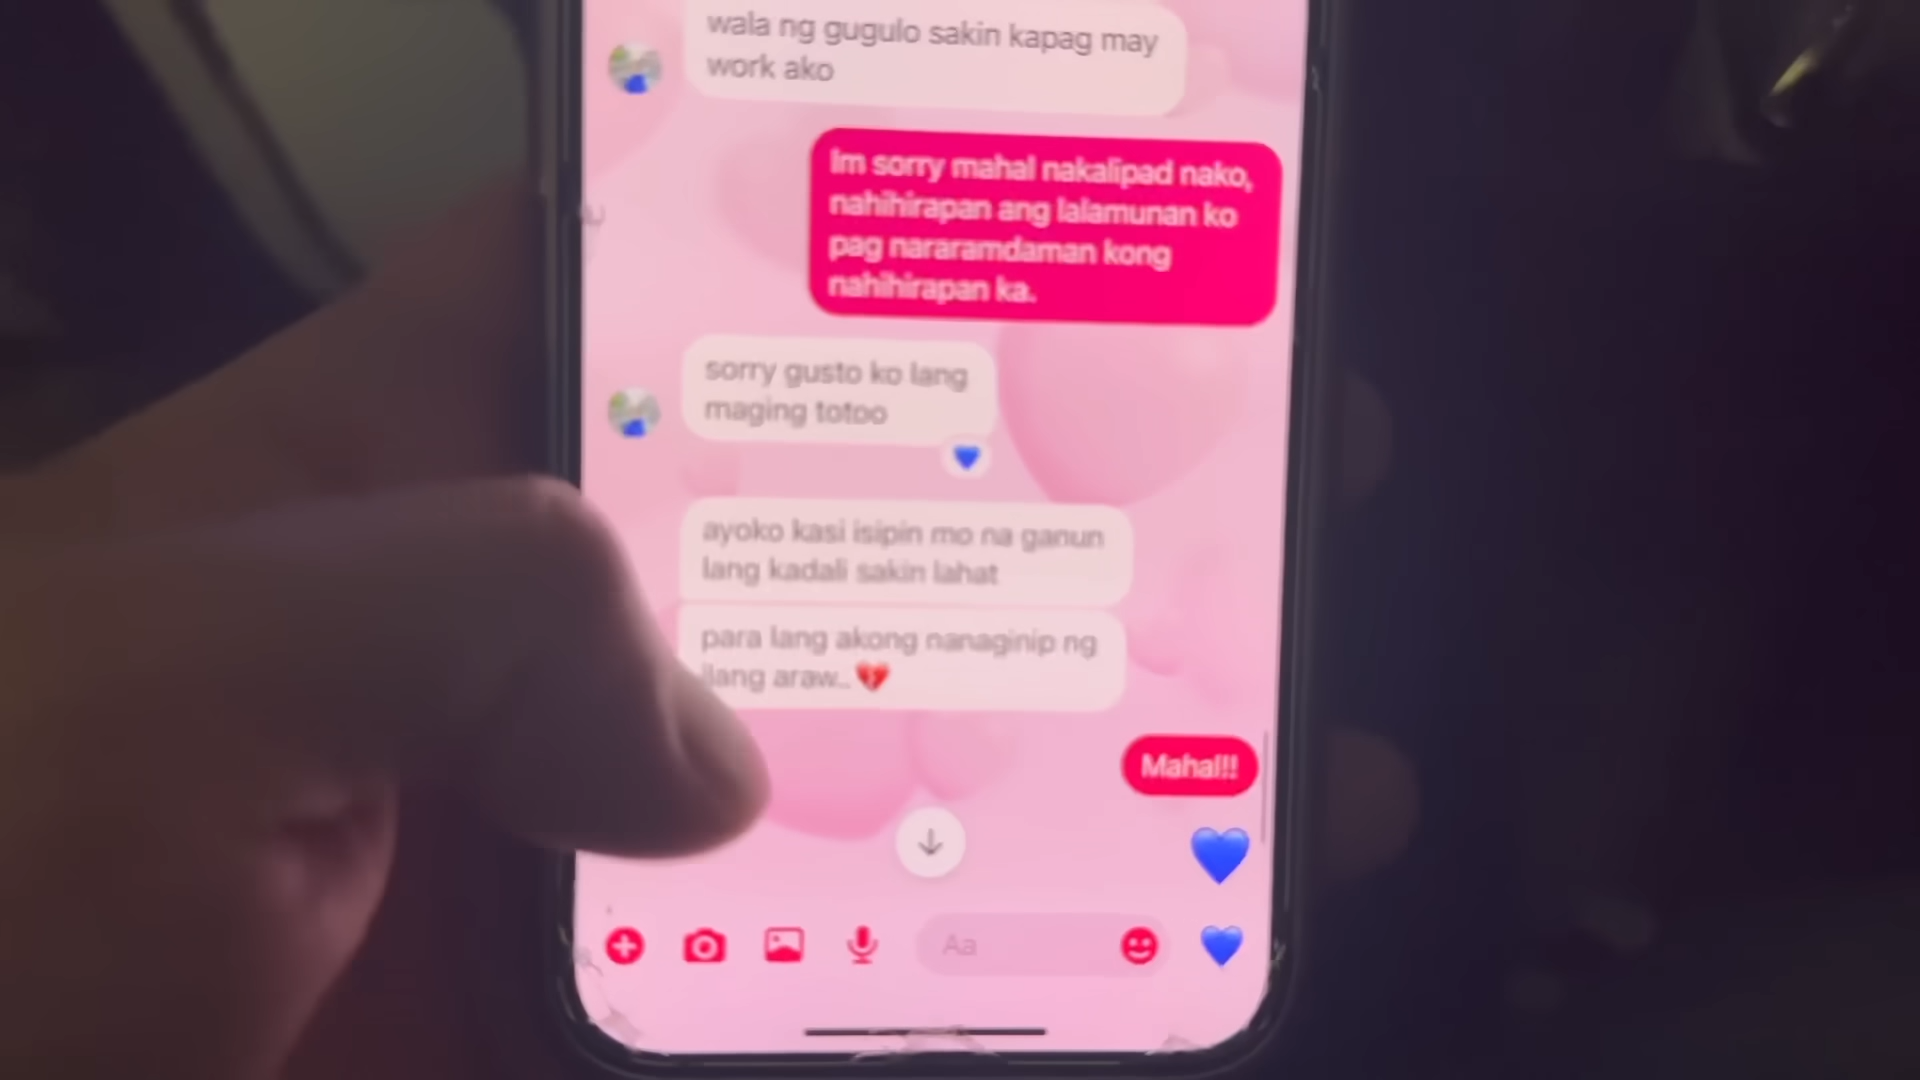 wala ng gugulo sakin kapag may
work ako
Im sorry mahal nakalipad nako,
nahihirapan ang lalamunan ko
pag nararamdaman kong
nahihirapan ka.
sorry gusto ko lang
maging totoo
ayoko kasi isipin mo na ganun
lang kadali sakin lahat
para lang akong nanaginip ng
ilang araw..💔
Mahal!!
Aa